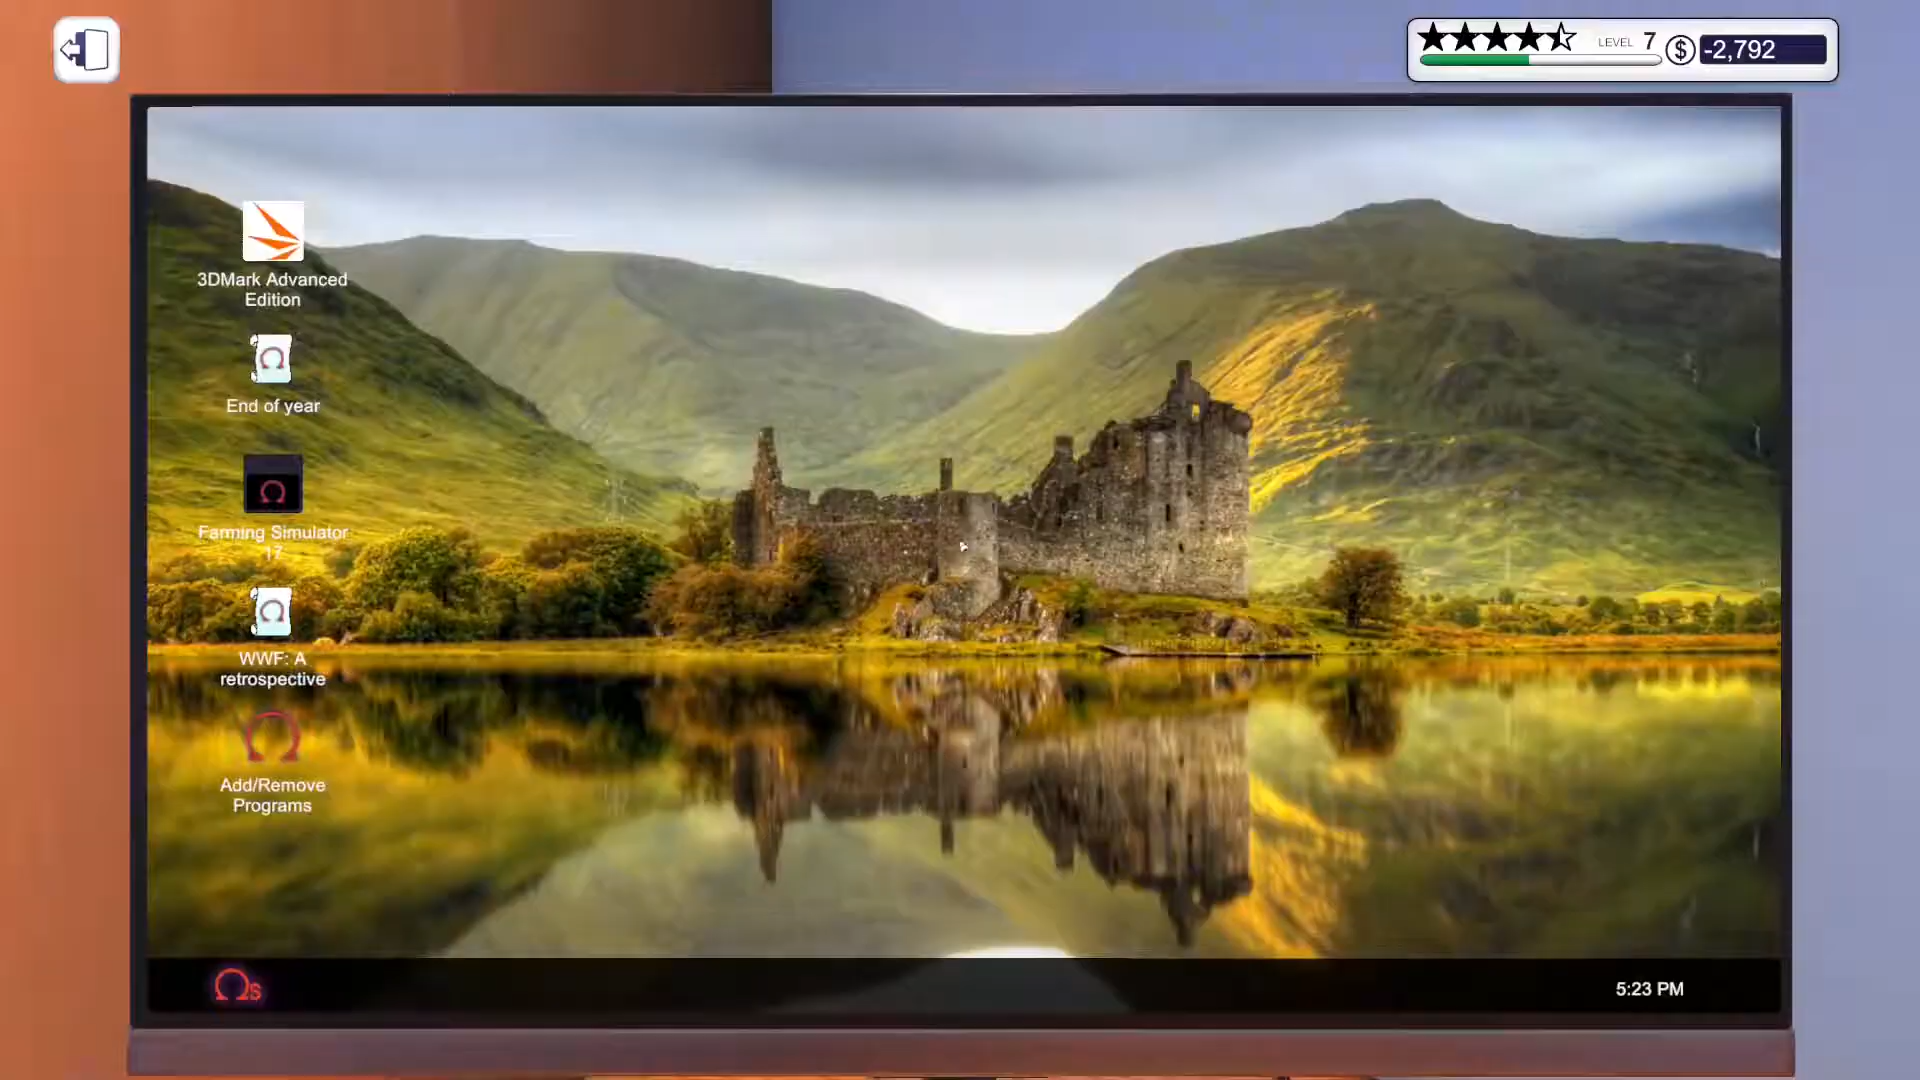 LEVEL 7
-2,792
3DMark Advanced
Edition
End of year
Farming Simulator
17
WWF: A
retrospective
Add/Remove
Programs
Ωs
5:23 PM